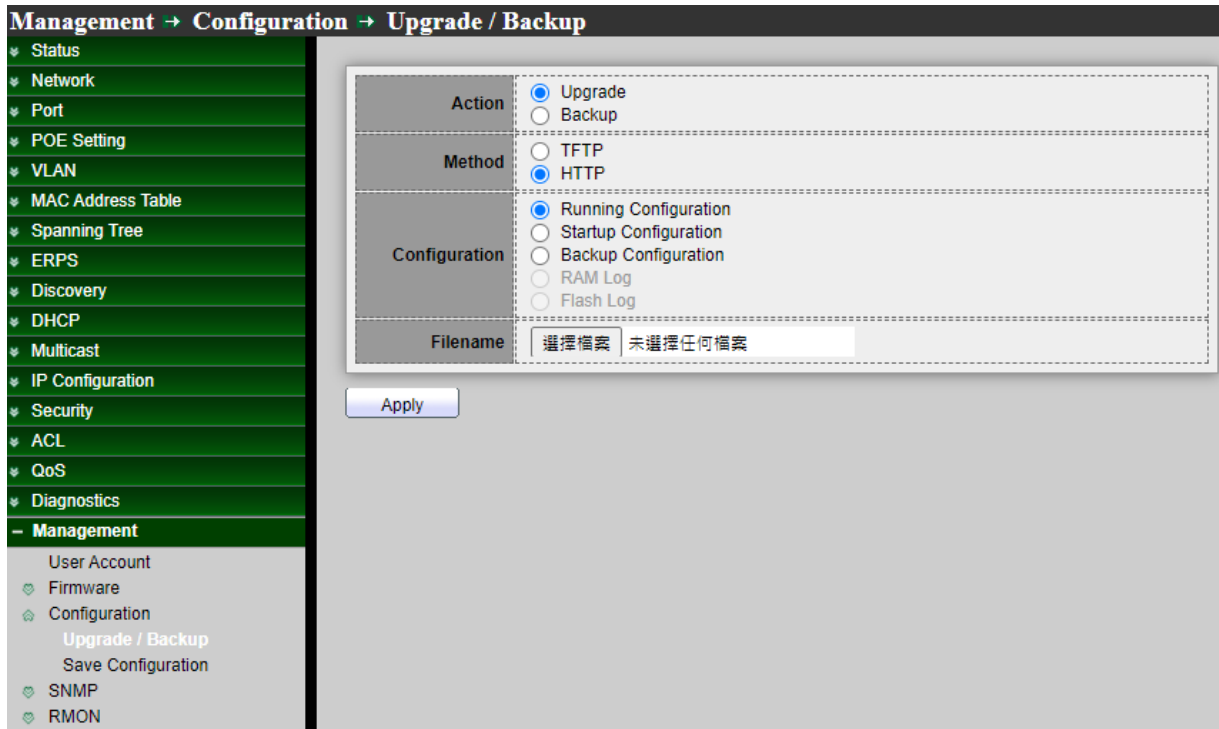 Management → Configuration → Upgrade / Backup
Status
Network
Port
POE Setting
VLAN
MAC Address Table
Spanning Tree
ERPS
Discovery
DHCP
Multicast
IP Configuration
Security
ACL
QoS
Diagnostics
Management
User Account
Firmware
Configuration
Upgrade / Backup
Save Configuration
SNMP
RMON
Action
Upgrade
Backup
Method
TFTP
HTTP
Configuration
Running Configuration
Startup Configuration
Backup Configuration
RAM Log
Flash Log
Filename
選擇檔案 未選擇任何檔案
Apply